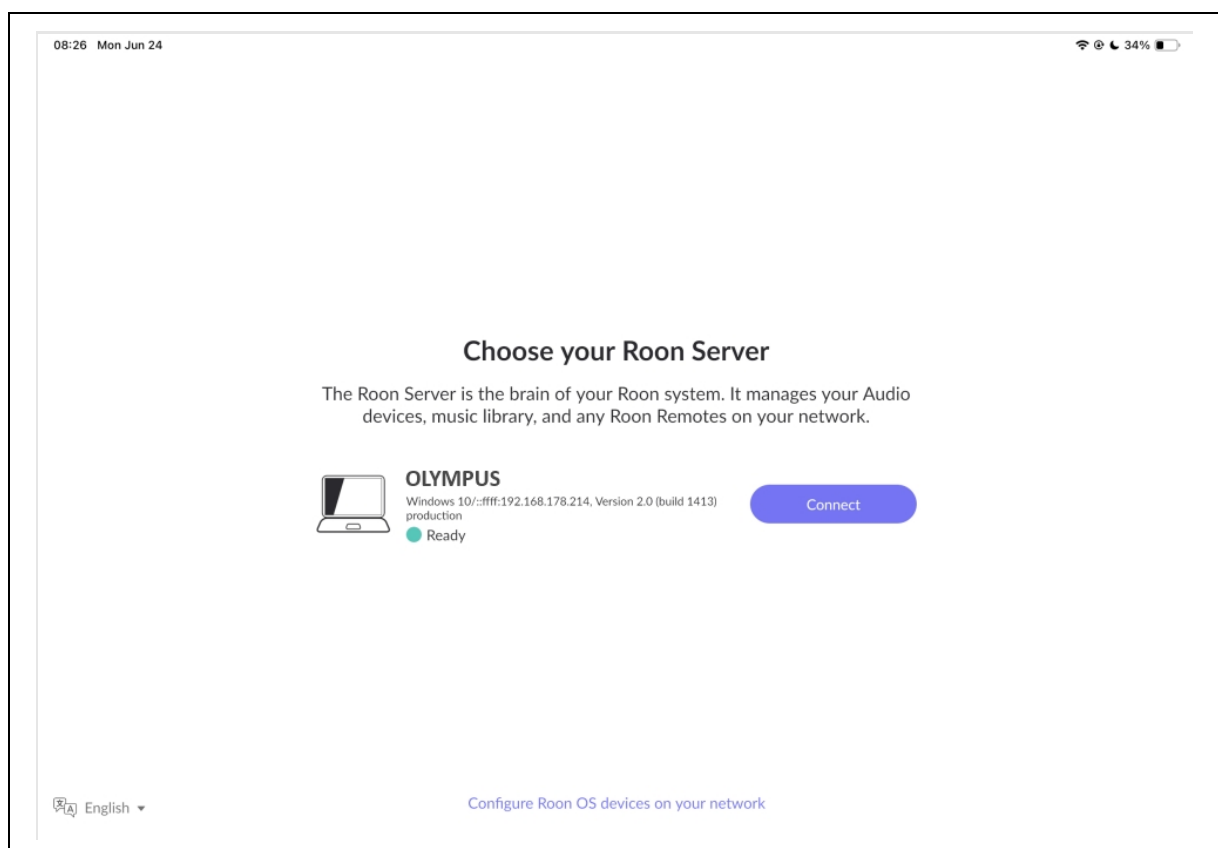 08:26 Mon Jun 24
34%
Choose your Roon Server
The Roon Server is the brain of your Roon system. It manages your Audio
devices, music library, and any Roon Remotes on your network.
OLYMPUS
Windows 10/::ffff:192.168.178.214, Version 2.0 (build 1413)
production
Ready
Connect
English
Configure Roon OS devices on your network